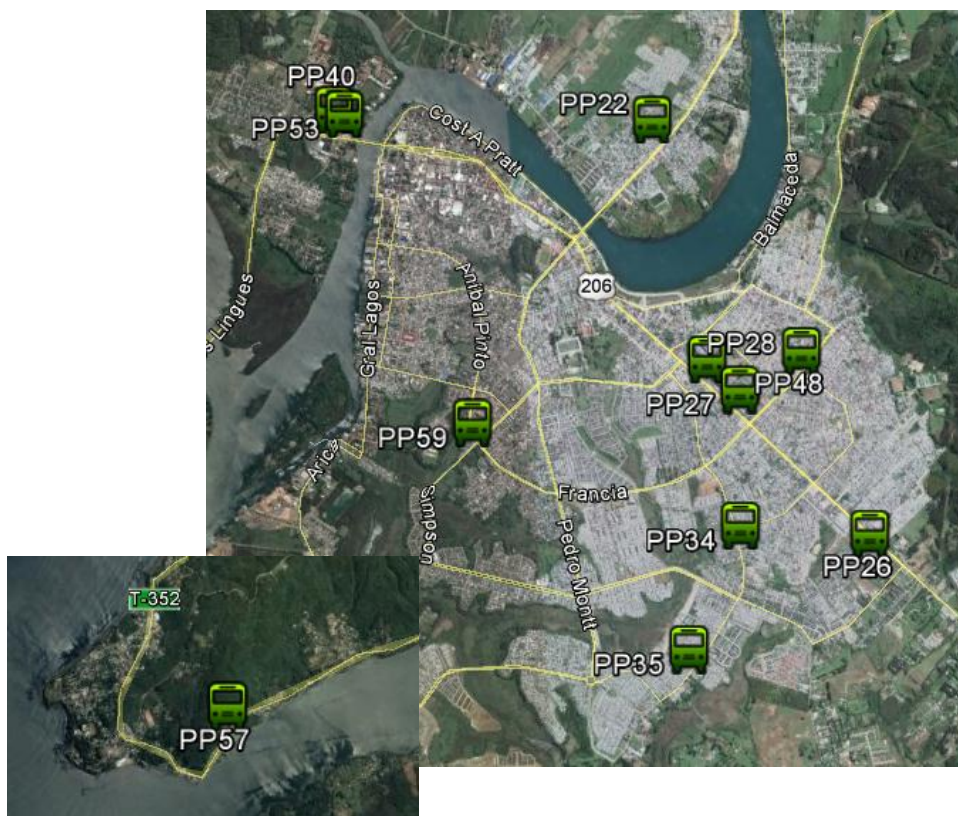 PP40
PP22
PP53
Cost A Pratt
Balmaceda
206
s Lingues
Gral Lagos
Anibal Pinto
PP28
PP48
PP27
PP59
Arica
Simpson
Francia
PP34
Pedro Montt
PP26
PP35
T-352
PP57